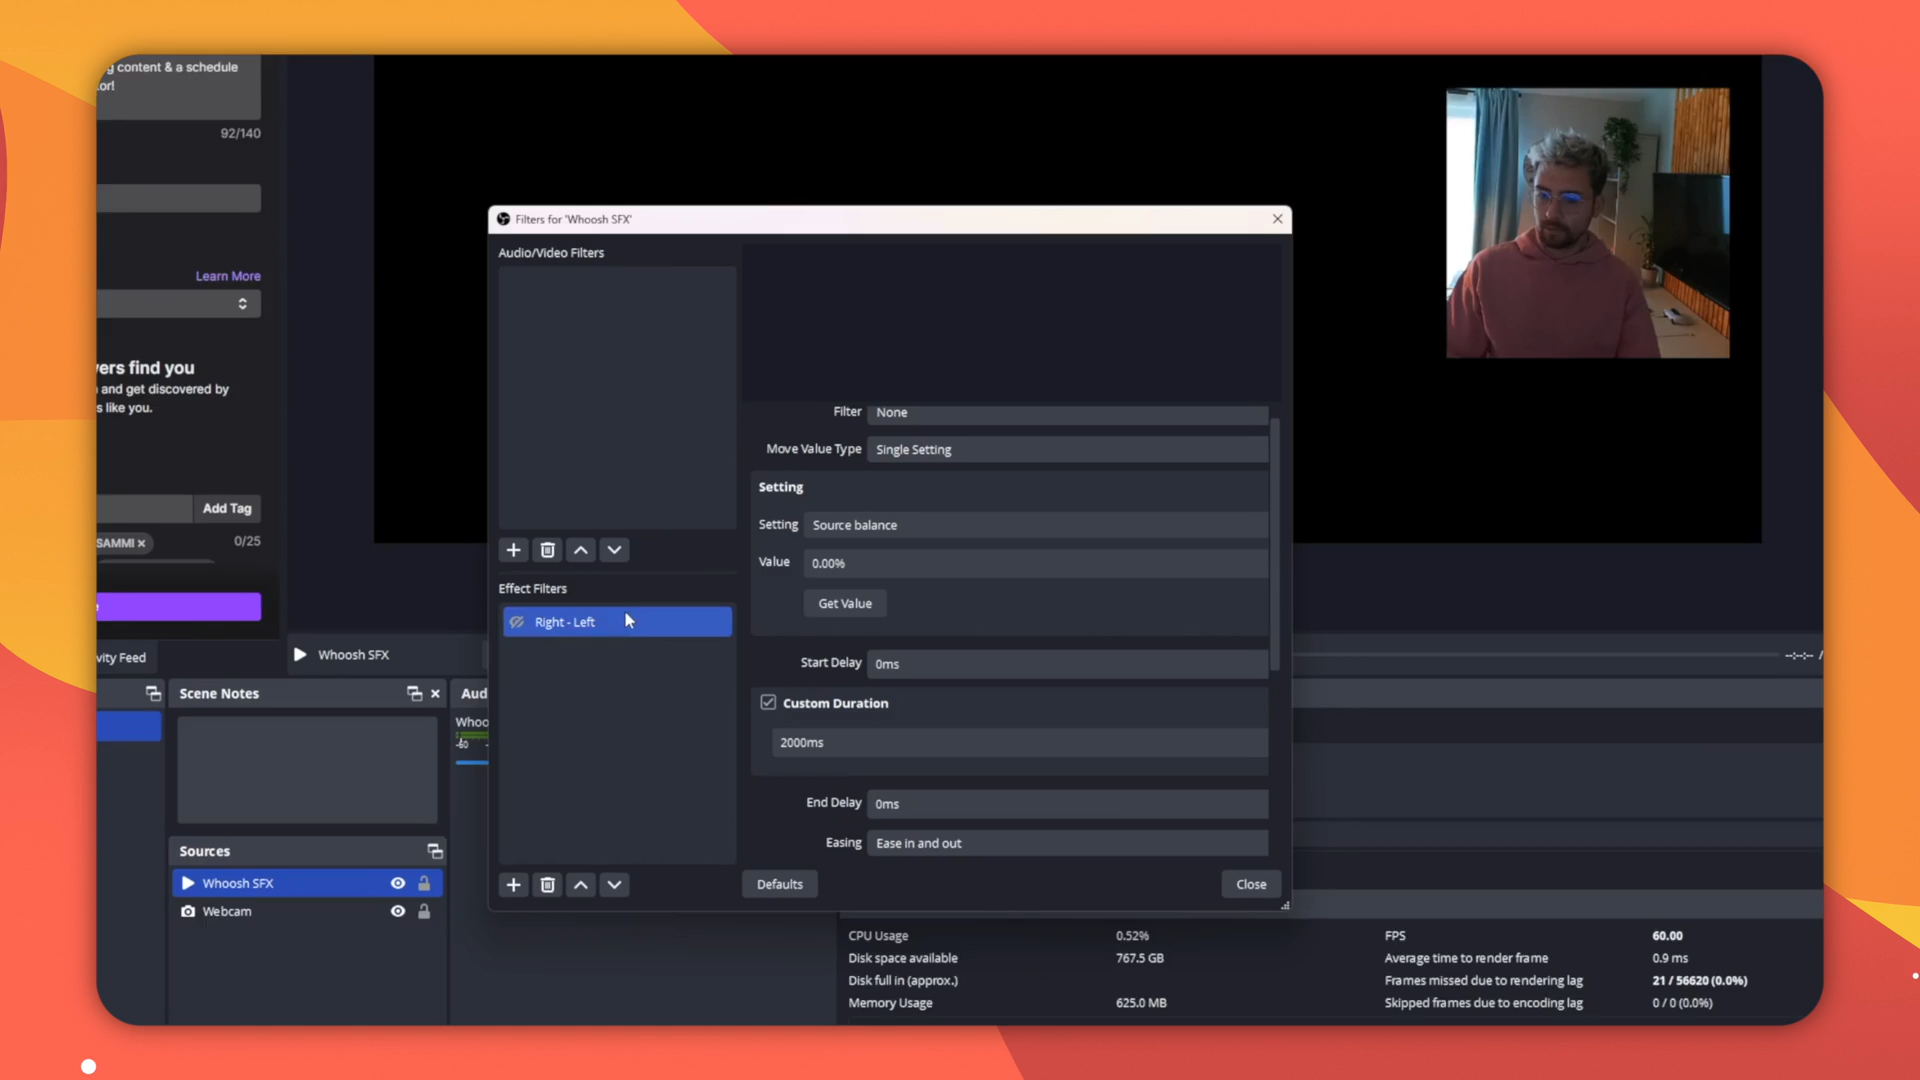 g content & a schedule
or!
92/140
Learn More
ers find you
and get discovered by
s like you.
Add Tag
SAMMI ×
0/25
vity Feed
Filters for 'Whoosh SFX'
Audio/Video Filters
Filter None
Move Value Type Single Setting
Setting
Setting Source balance
Value 0.00%
Get Value
Effect Filters
Right - Left
Start Delay 0ms
Custom Duration
2000ms
End Delay 0ms
Easing Ease in and out
Defaults
Close
Whoosh SFX
--:--:-- /
Scene Notes
Aud
Whoo
-60
Sources
Whoosh SFX
Webcam
CPU Usage 0.52%
Disk space available 767.5 GB
Disk full in (approx.)
Memory Usage 625.0 MB
FPS 60.00
Average time to render frame 0.9 ms
Frames missed due to rendering lag 21 / 56620 (0.0%)
Skipped frames due to encoding lag 0 / 0 (0.0%)